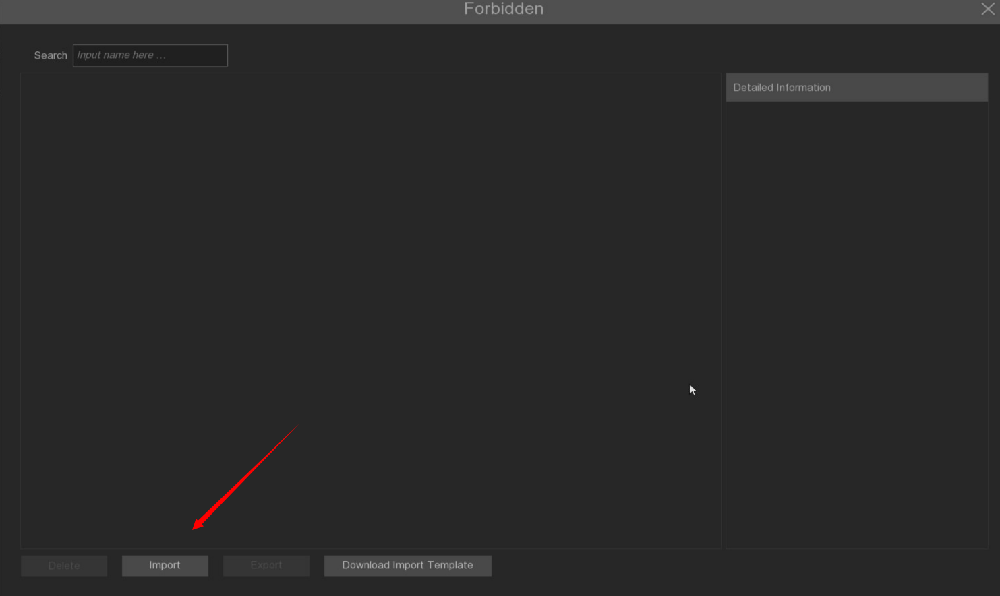 Forbidden
Search Input name here ...
Detailed Information
Delete Import Export Download Import Template